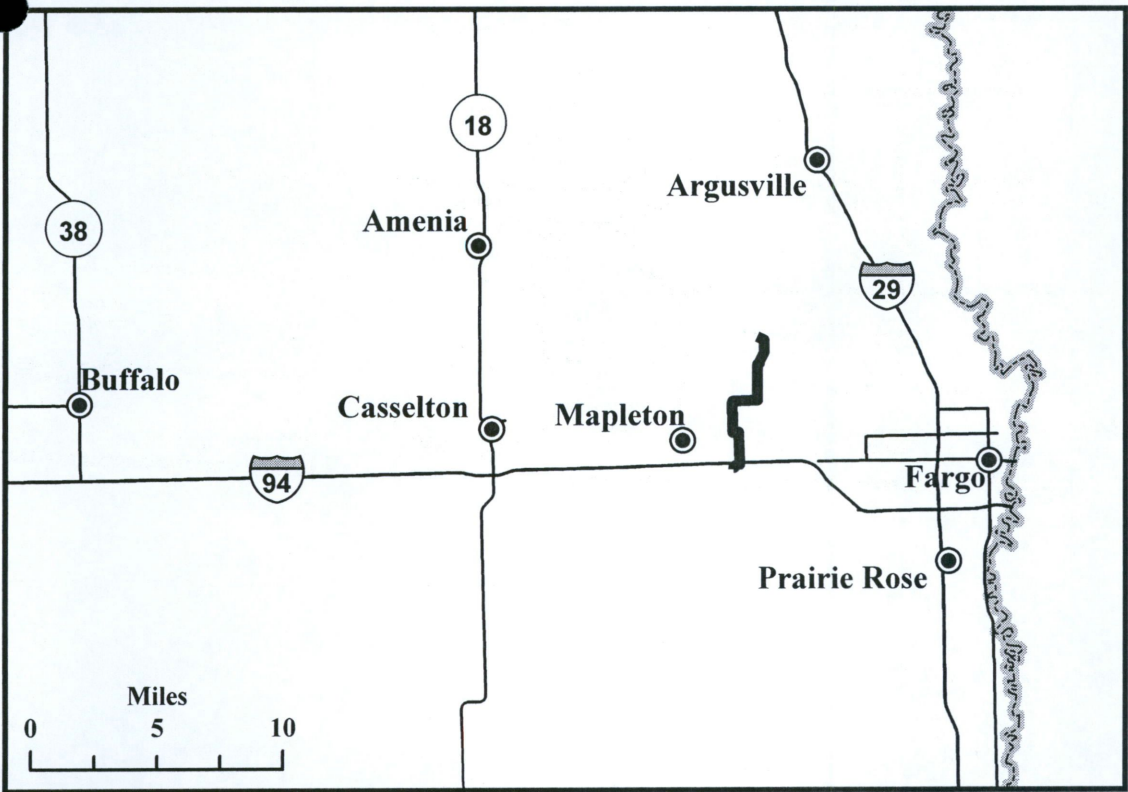 18
Argusville
Amenia
38
29
Buffalo
Casselton
Mapleton
94
Fargo
Prairie Rose
Miles
0 5 10